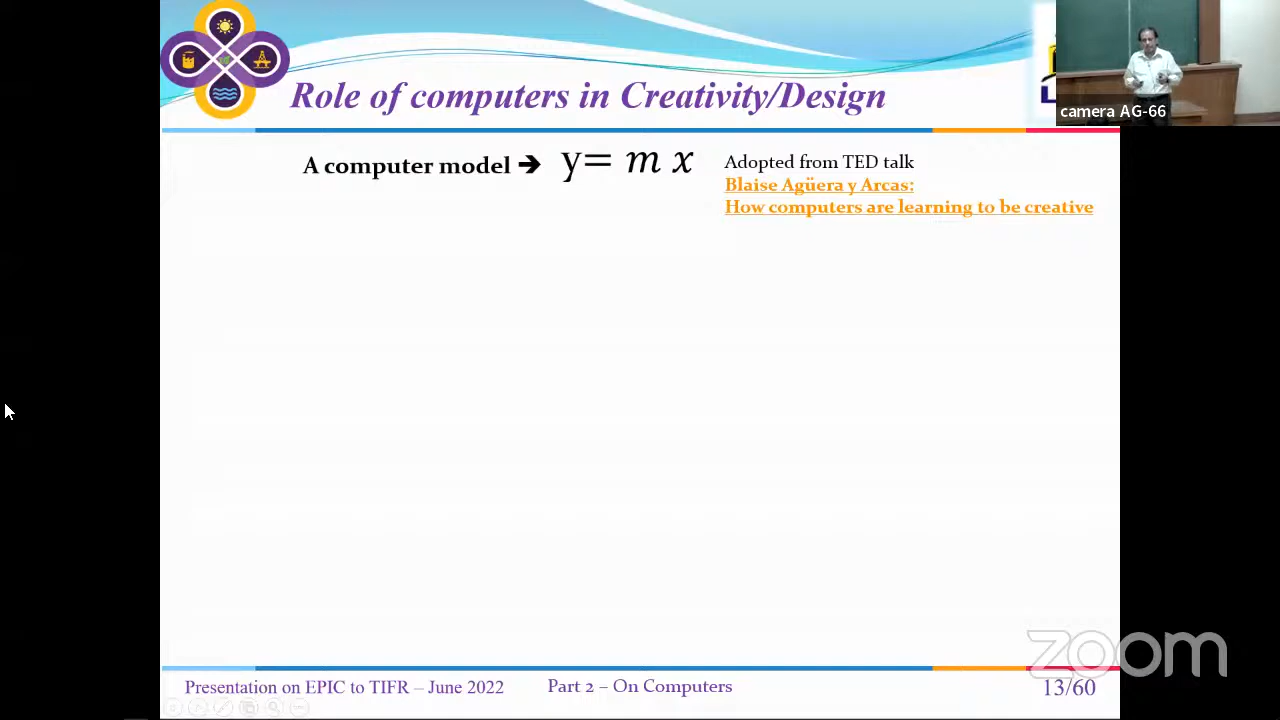 Role of computers in Creativity/Design
camera AG-66
A computer model ➔ y= m x
Adopted from TED talk
Blaise Agüera y Arcas:
How computers are learning to be creative
zoom
Presentation on EPIC to TIFR – June 2022
Part 2 – On Computers
13/60